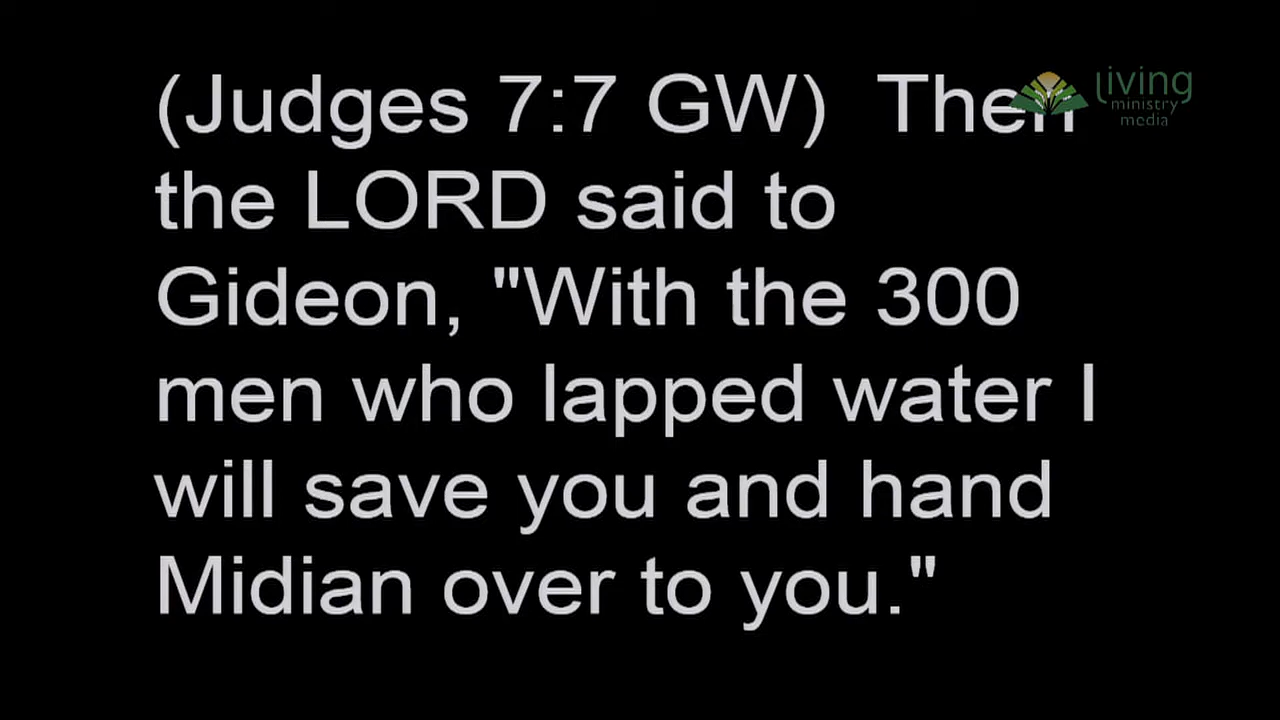 (Judges 7:7 GW)  Then
the LORD said to
Gideon, "With the 300
men who lapped water I
will save you and hand
Midian over to you."
living
ministry
media